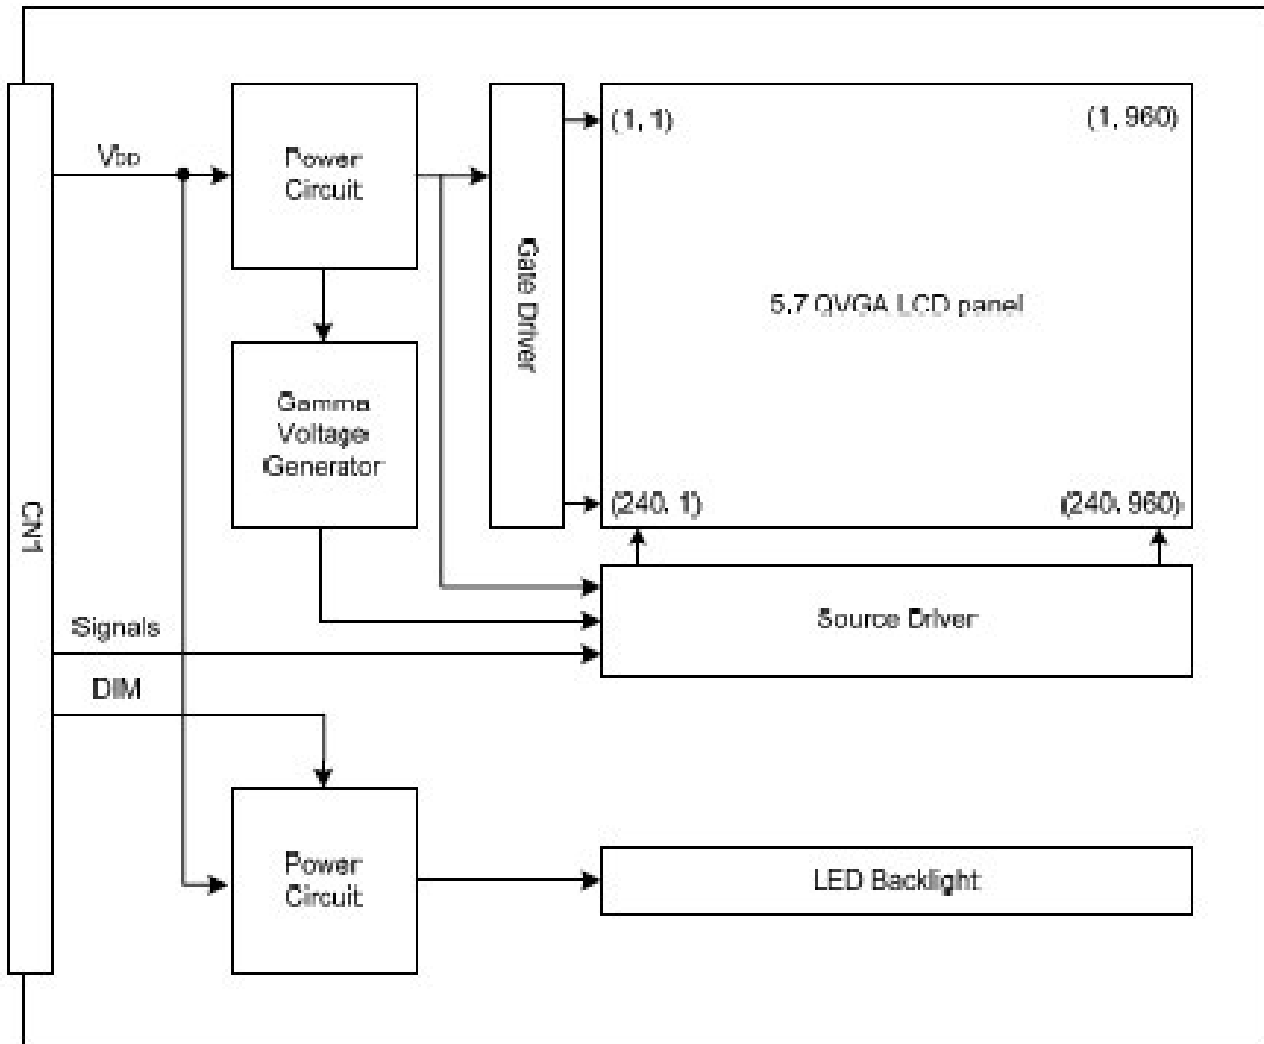 VDD
Power
Circuit
Gate Driver
(1, 1)
(1, 960)
5.7 QVGA LCD panel
Gamma
Voltage
Generator
(240, 1)
(240, 960)
CN1
Signals
Source Driver
DIM
Power
Circuit
LED Backlight